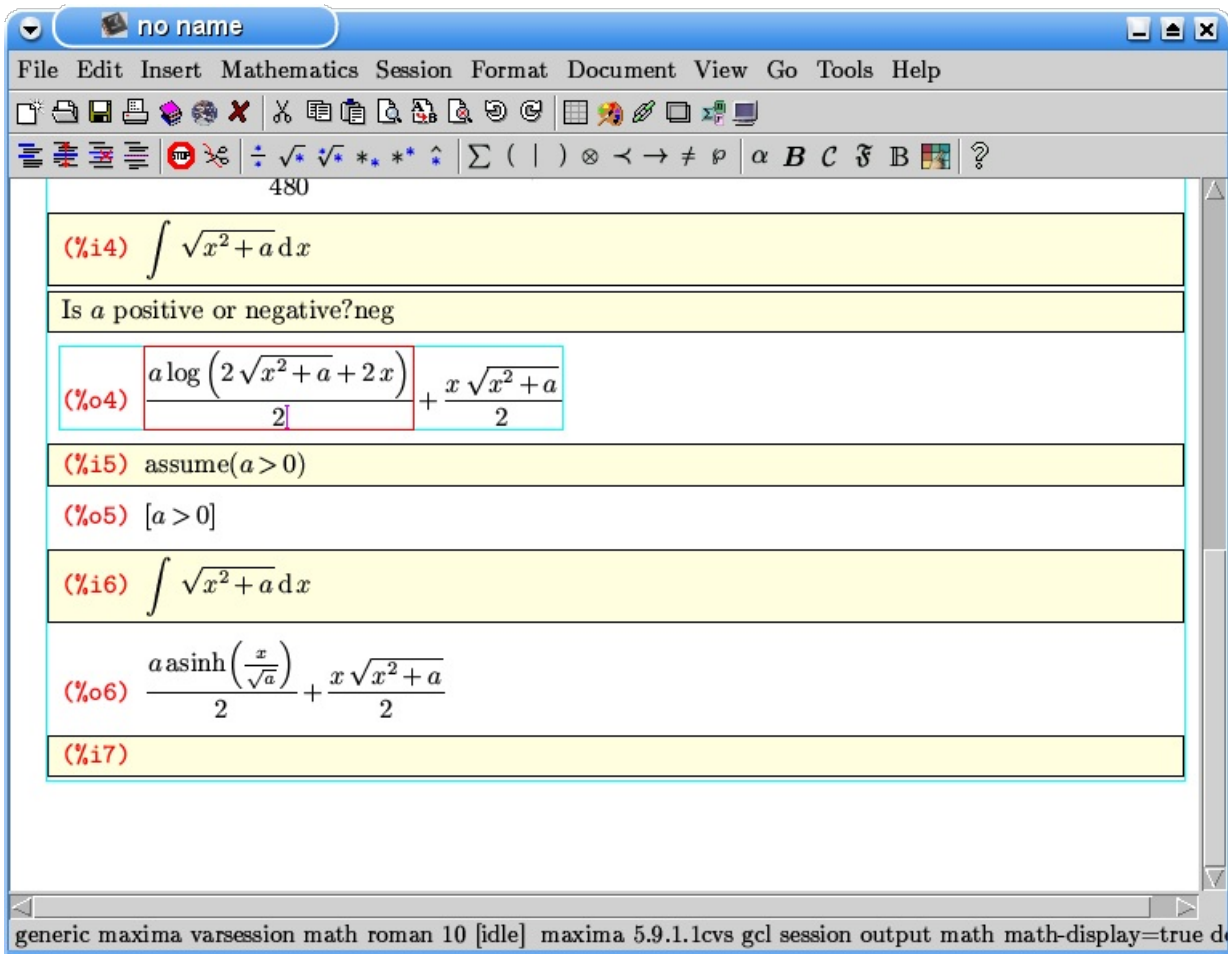 no name
File Edit Insert Mathematics Session Format Document View Go Tools Help
480
(%i4) ∫ √(x² + a) dx
Is a positive or negative?neg
(%o4) a log (2 √(x² + a) + 2 x) / 2 + x √(x² + a) / 2
(%i5) assume(a > 0)
(%o5) [a > 0]
(%i6) ∫ √(x² + a) dx
(%o6) a asinh (x / √a) / 2 + x √(x² + a) / 2
(%i7)
generic maxima varsession math roman 10 [idle] maxima 5.9.1.1cvs gcl session output math math-display=true d